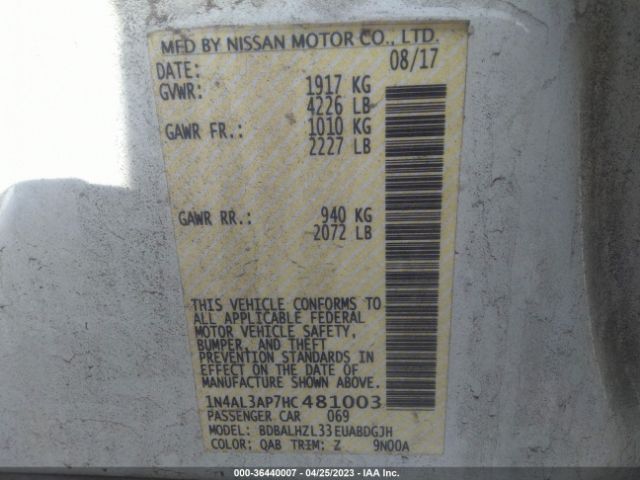 MFD BY NISSAN MOTOR CO., LTD.
DATE: 08/17
GVWR: 1917 KG
4226 LB
GAWR FR.: 1010 KG
2227 LB
GAWR RR.: 940 KG
2072 LB
THIS VEHICLE CONFORMS TO
ALL APPLICABLE FEDERAL
MOTOR VEHICLE SAFETY,
BUMPER, AND THEFT
PREVENTION STANDARDS IN
EFFECT ON THE DATE OF
MANUFACTURE SHOWN ABOVE.
1N4AL3AP7HC481003
PASSENGER CAR 069
MODEL: BDBALHZL33EUABDGJH
COLOR: QAB TRIM: Z 9N00A
000-36440007 - 04/25/2023 - IAA Inc.